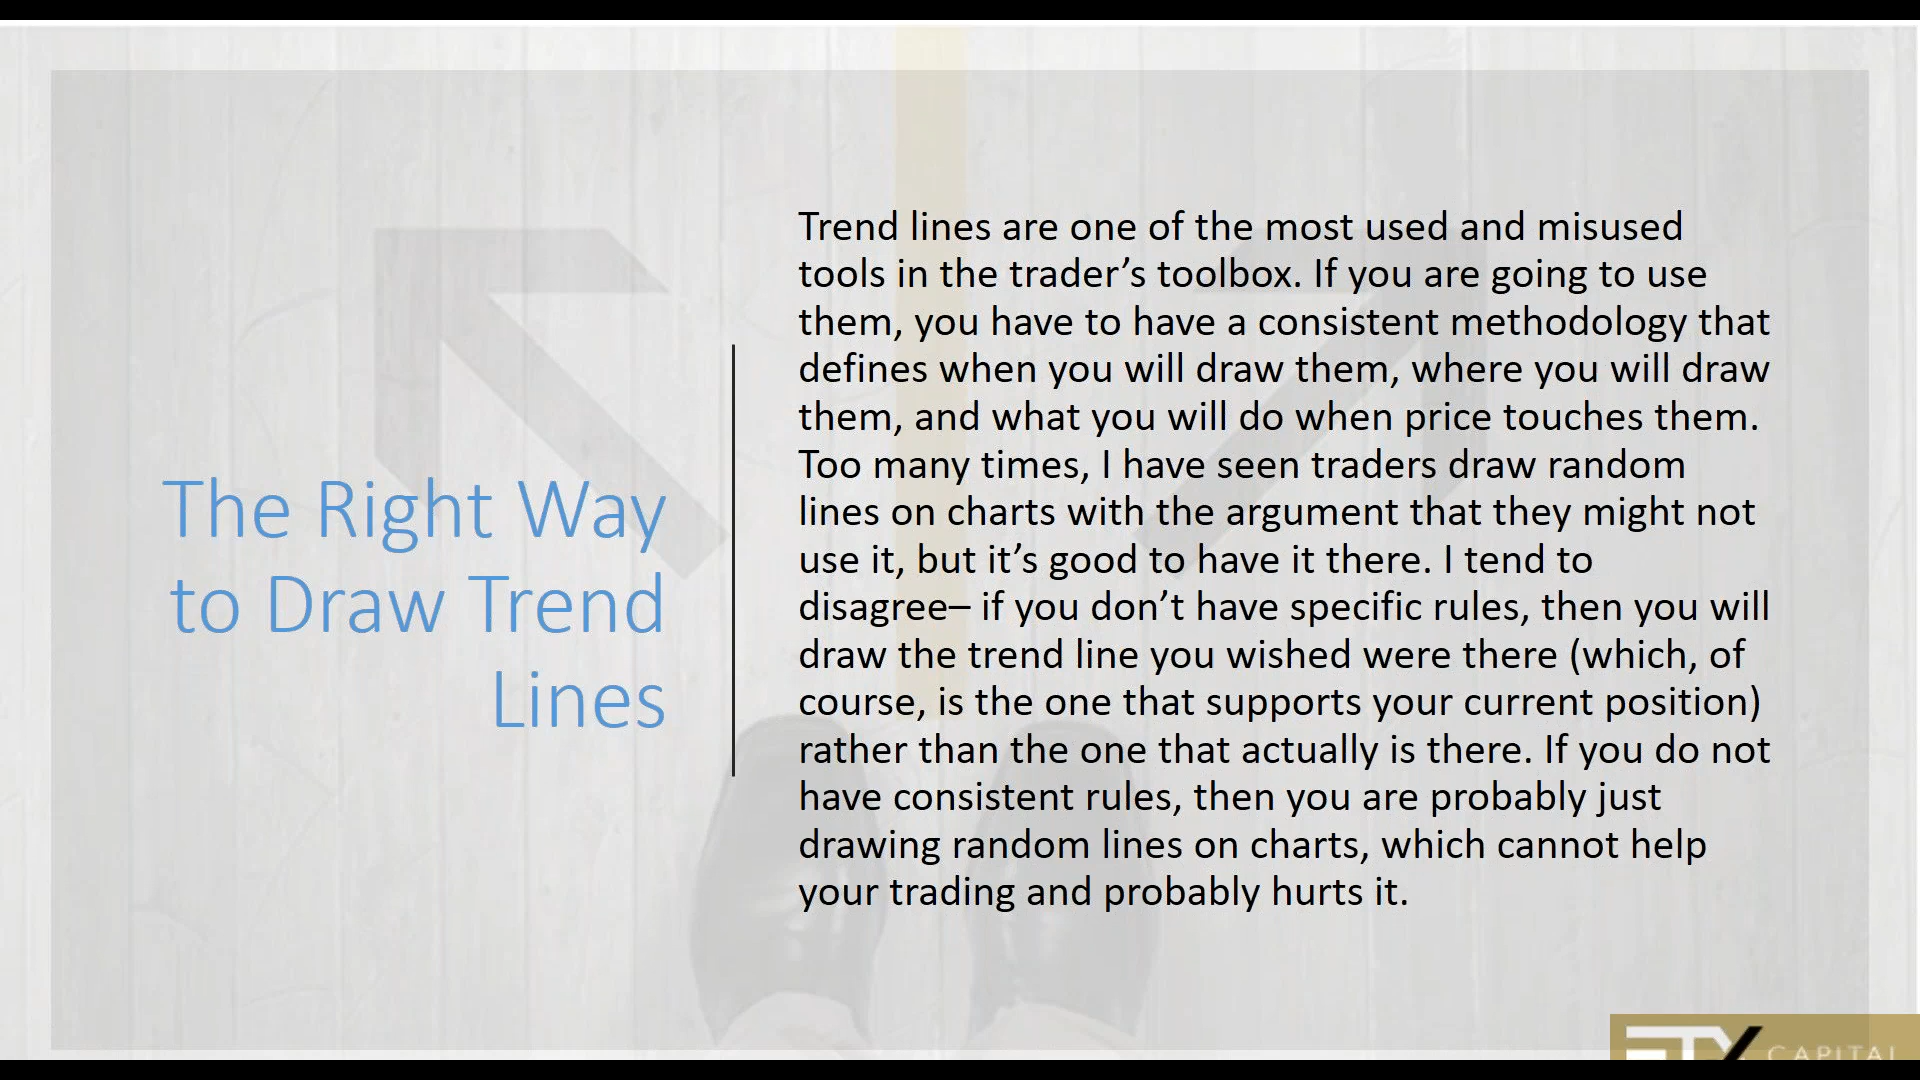 The Right Way
to Draw Trend
Lines
Trend lines are one of the most used and misused
tools in the trader’s toolbox. If you are going to use
them, you have to have a consistent methodology that
defines when you will draw them, where you will draw
them, and what you will do when price touches them.
Too many times, I have seen traders draw random
lines on charts with the argument that they might not
use it, but it’s good to have it there. I tend to
disagree– if you don’t have specific rules, then you will
draw the trend line you wished were there (which, of
course, is the one that supports your current position)
rather than the one that actually is there. If you do not
have consistent rules, then you are probably just
drawing random lines on charts, which cannot help
your trading and probably hurts it.
ETX CAPITAL